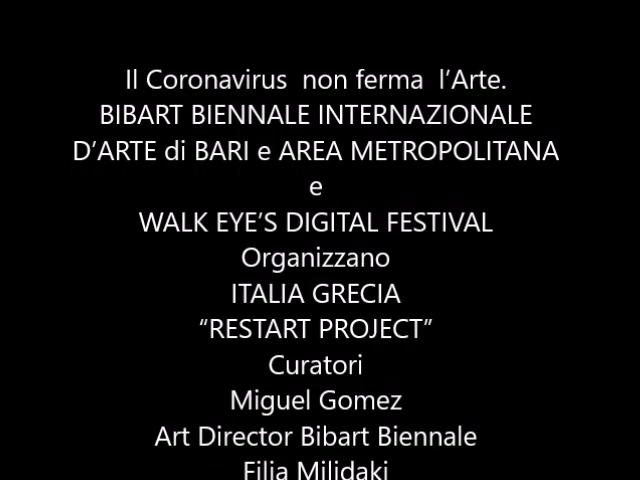 Il Coronavirus  non ferma  l’Arte.
BIBART BIENNALE INTERNAZIONALE
D’ARTE di BARI e AREA METROPOLITANA
e
WALK EYE’S DIGITAL FESTIVAL
Organizzano
ITALIA GRECIA
“RESTART PROJECT”
Curatori
Miguel Gomez
Art Director Bibart Biennale
Filia Milidaki